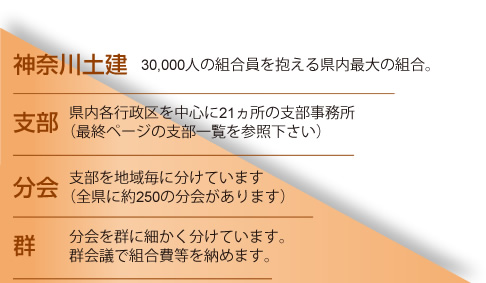 神奈川土建 30,000人の組合員を抱える県内最大の組合。
支部 県内各行政区を中心に21ヵ所の支部事務所
（最終ページの支部一覧を参照下さい）
分会 支部を地域毎に分けています
（全県に約250の分会があります）
群 分会を群に細かく分けています。
群会議で組合費等を納めます。